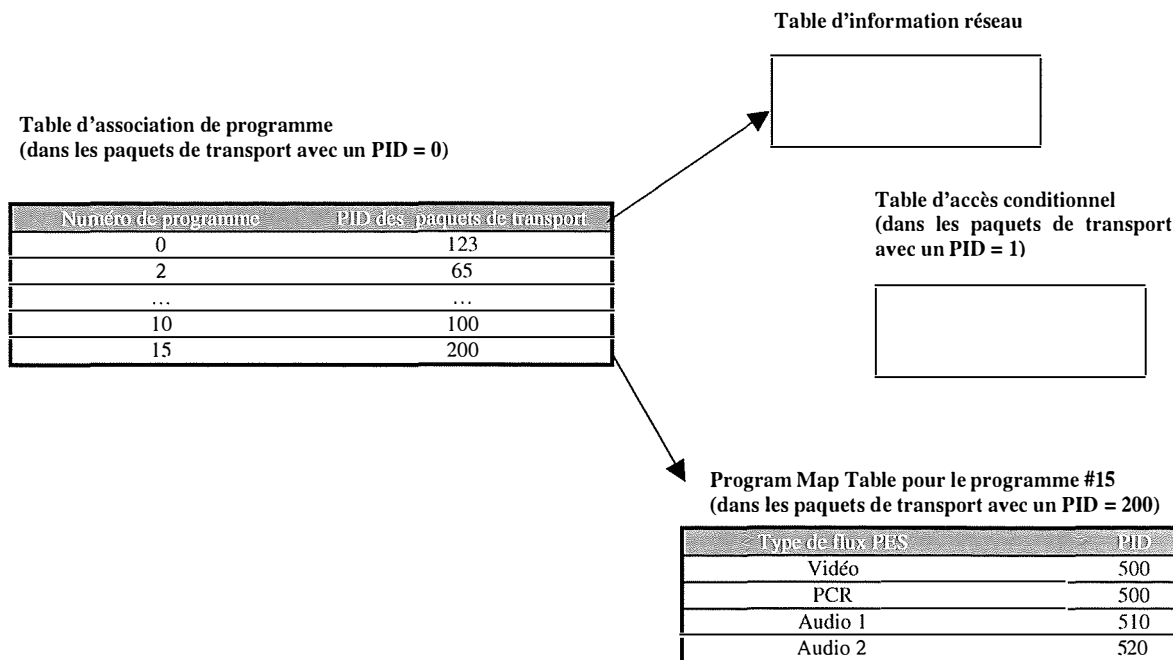 Table d'information réseau
Table d'association de programme
(dans les paquets de transport avec un PID = 0)
Numéro de programme PID des paquets de transport
0 123
2 65
... ...
10 100
15 200
Table d'accès conditionnel
(dans les paquets de transport
avec un PID = 1)
Program Map Table pour le programme #15
(dans les paquets de transport avec un PID = 200)
Type de flux PES PID
Vidéo 500
PCR 500
Audio 1 510
Audio 2 520